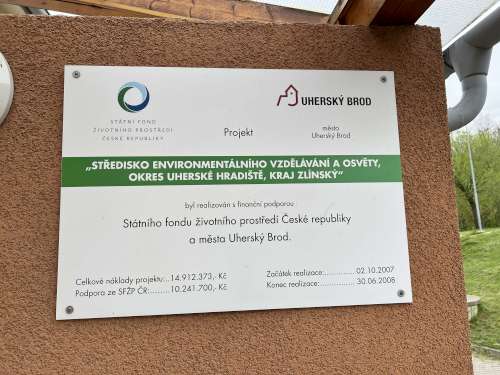 STÁTNÍ FOND
ŽIVOTNÍHO PROSTŘEDÍ
ČESKÉ REPUBLIKY
Projekt
UHERSKÝ BROD
město
Uherský Brod
„STŘEDISKO ENVIRONMENTÁLNÍHO VZDĚLÁVÁNÍ A OSVĚTY,
OKRES UHERSKÉ HRADIŠTĚ, KRAJ ZLÍNSKÝ“
byl realizován s finanční podporou
Státního fondu životního prostředí České republiky
a města Uherský Brod.
Celkové náklady projektu:..14.912.373,- Kč
Podpora ze SFŽP ČR:........10.241.700,- Kč
Začátek realizace:.............. 02.10.2007
Konec realizace:................ 30.06.2008